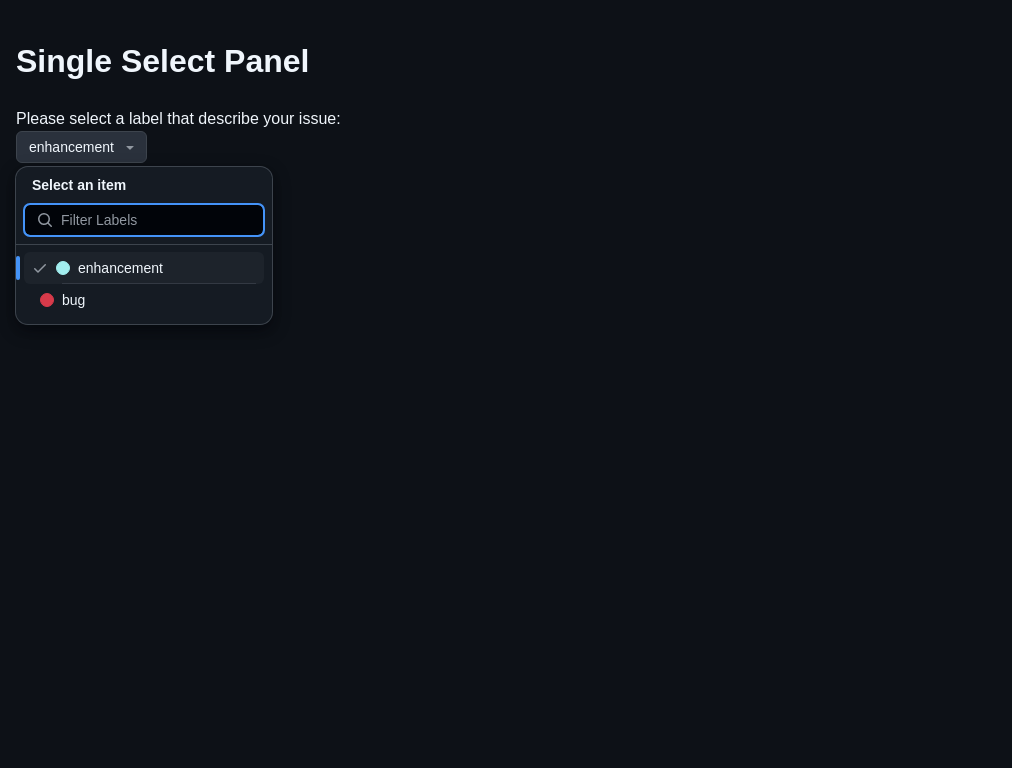 Single Select Panel
Please select a label that describe your issue:
enhancement
Select an item
Filter Labels
enhancement
bug